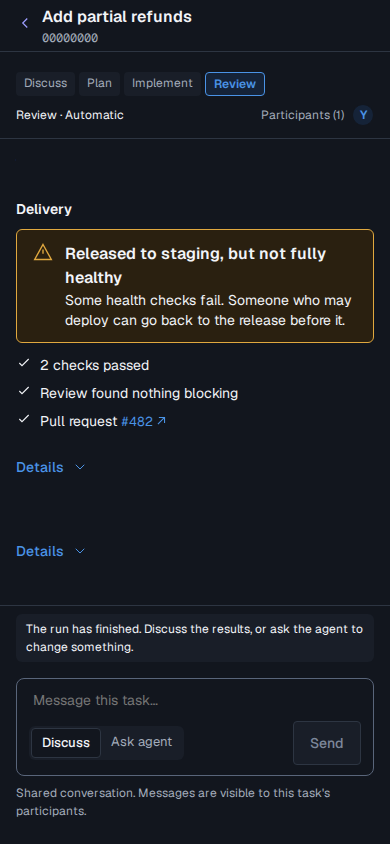 Add partial refunds
00000000
Discuss Plan Implement Review
Review · Automatic Participants (1) Y
Delivery
Released to staging, but not fully
healthy
Some health checks fail. Someone who may
deploy can go back to the release before it.
2 checks passed
Review found nothing blocking
Pull request #482 ↗
Details
Details
The run has finished. Discuss the results, or ask the agent to
change something.
Message this task...
Discuss Ask agent Send
Shared conversation. Messages are visible to this task's
participants.